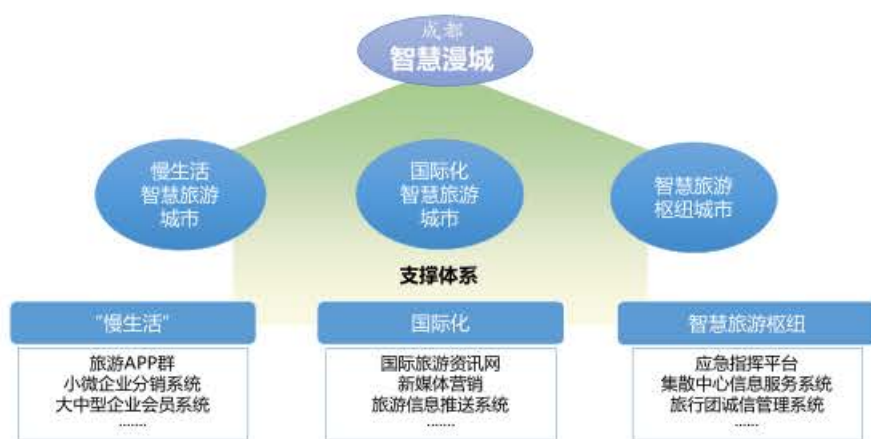 成都
智慧漫城
慢生活
智慧旅游
城市
国际化
智慧旅游
城市
智慧旅游
枢纽城市
支撑体系
"慢生活"
国际化
智慧旅游枢纽
旅游APP群
小微企业分销系统
大中型企业会员系统
......
国际旅游资讯网
新媒体营销
旅游信息推送系统
.......
应急指挥平台
集散中心信息服务系统
旅行团诚信管理系统
......